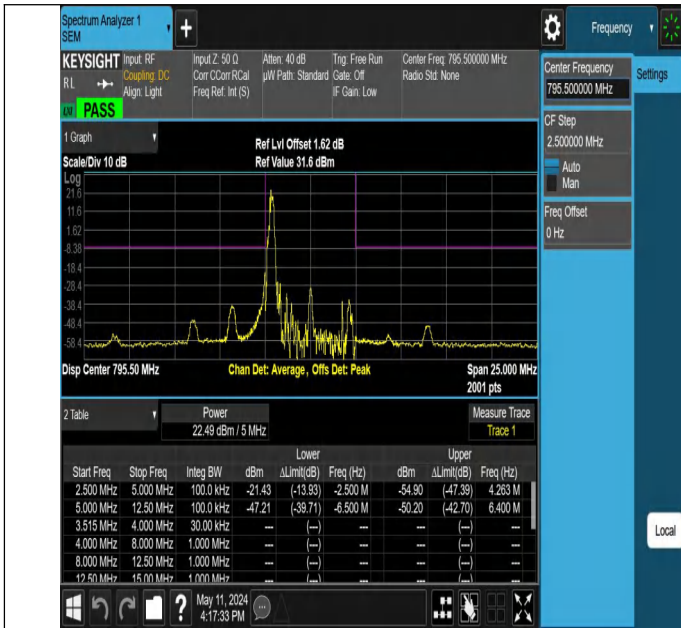 Spectrum Analyzer 1
SEM
+
Frequency
KEYSIGHT
RL
PASS
Input: RF
Coupling: DC
Align: Light
Input Z: 50 Ω
Corr CCorr RCal
Freq Ref: Int (S)
Atten: 40 dB
µW Path: Standard
Trig: Free Run
Gate: Off
IF Gain: Low
Center Freq: 795.500000 MHz
Radio Std: None
Center Frequency
795.500000 MHz
Settings
CF Step
2.500000 MHz
Auto
Man
Freq Offset
0 Hz
Local
1 Graph
Scale/Div 10 dB
Ref Lvl Offset 1.62 dB
Ref Value 31.6 dBm
Log
21.6
11.6
1.62
-8.38
-18.4
-28.4
-38.4
-48.4
-58.4
Disp Center 795.50 MHz
Chan Det: Average , Offs Det: Peak
Span 25.000 MHz
2001 pts
2 Table
Power
22.49 dBm / 5 MHz
Measure Trace
Trace 1
Lower Upper
Start Freq Stop Freq Integ BW dBm ΔLimit(dB) Freq (Hz) dBm ΔLimit(dB) Freq (Hz)
2.500 MHz 5.000 MHz 100.0 kHz -21.43 (-13.93) -2.500 M -54.90 (-47.39) 4.263 M
5.000 MHz 12.50 MHz 100.0 kHz -47.21 (-39.71) -6.500 M -50.20 (-42.70) 6.400 M
3.515 MHz 4.000 MHz 30.00 kHz --- (---) --- --- (---) ---
4.000 MHz 8.000 MHz 1.000 MHz --- (---) --- --- (---) ---
8.000 MHz 12.50 MHz 1.000 MHz --- (---) --- --- (---) ---
12.50 MHz 15.00 MHz 1.000 MHz --- (---) --- --- (---) ---
?
May 11, 2024
4:17:33 PM